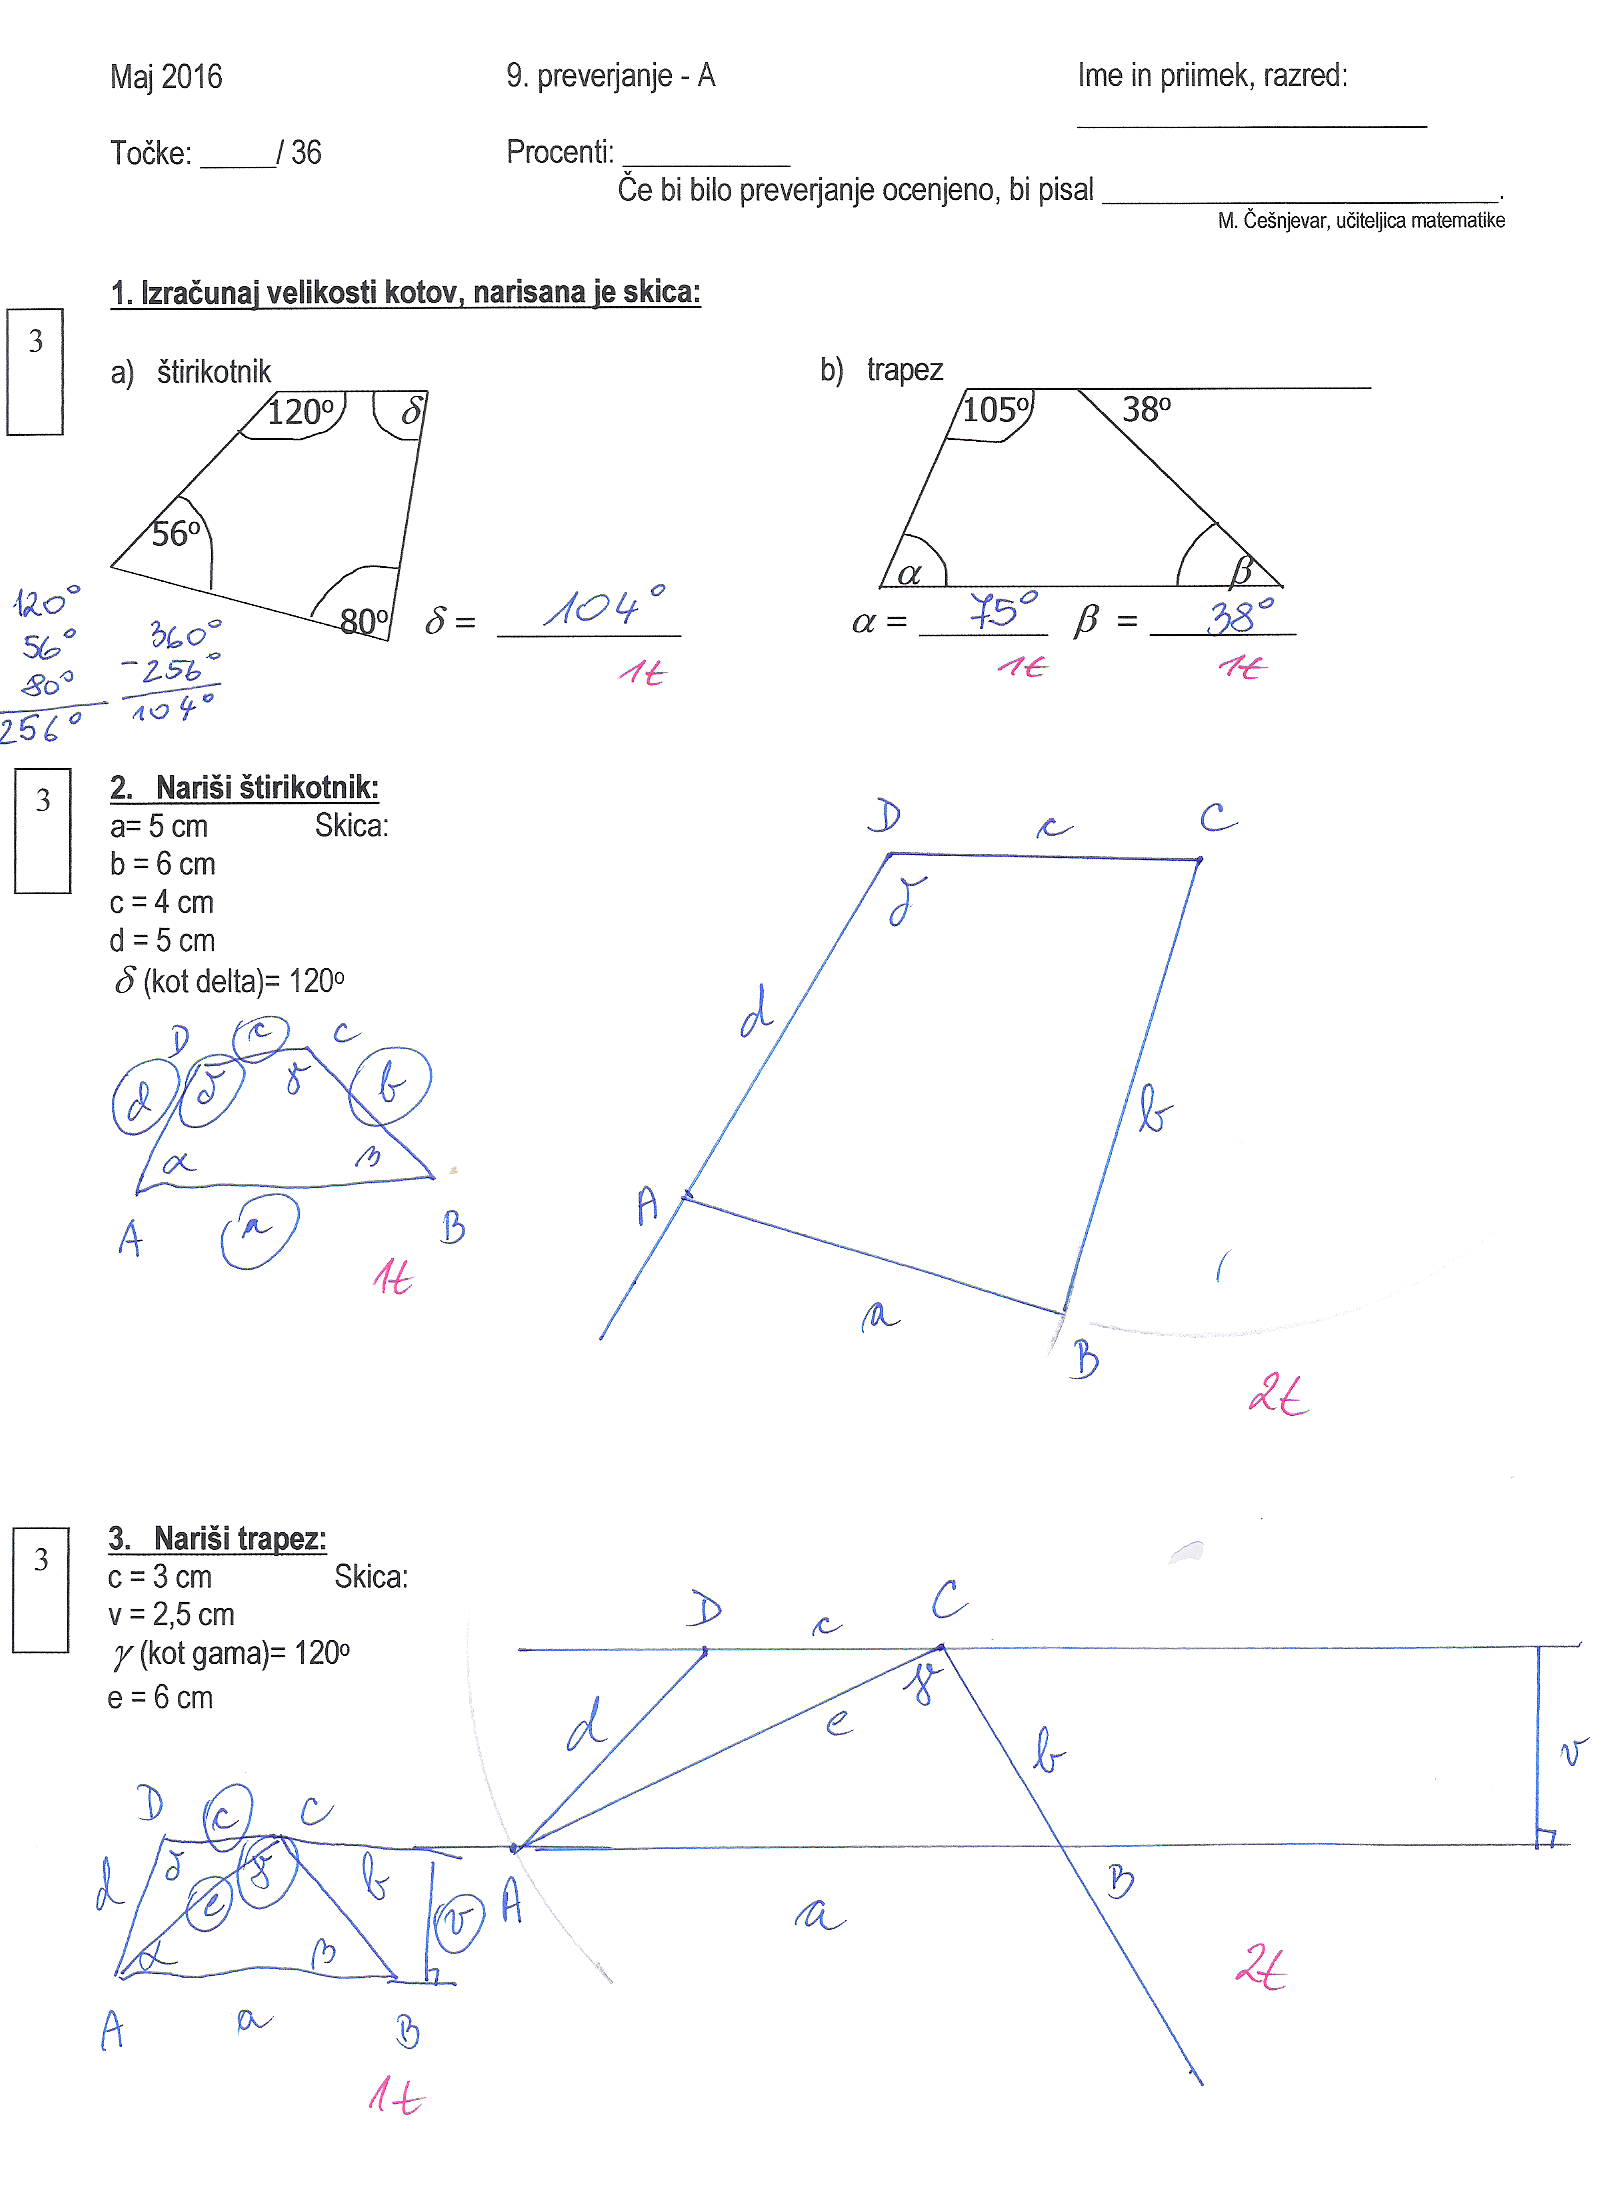 Maj 2016 9. preverjanje - A Ime in priimek, razred:
Točke: _____/ 36 Procenti: ___________
Če bi bilo preverjanje ocenjeno, bi pisal ______________________.
M. Češnjevar, učiteljica matematike
1. Izračunaj velikosti kotov, narisana je skica:
3
a) štirikotnik b) trapez
120° δ 105° 38°
56°
α β
80° δ = 104° α = 75° β = 38°
1t 1t 1t
120°
56° 360°
80° -256°
256° 104°
3
2. Nariši štirikotnik:
a= 5 cm Skica:
b = 6 cm
c = 4 cm
d = 5 cm
δ (kot delta)= 120°
D c C
d δ γ b
α β
A a B
1t
D c C
δ
d
b
A
a
B
2t
3
3. Nariši trapez:
c = 3 cm Skica:
v = 2,5 cm
γ (kot gama)= 120°
e = 6 cm
D c C
d δ e γ b v
α β
A a B
1t
D c C
γ
d e b v
A B
a
2t